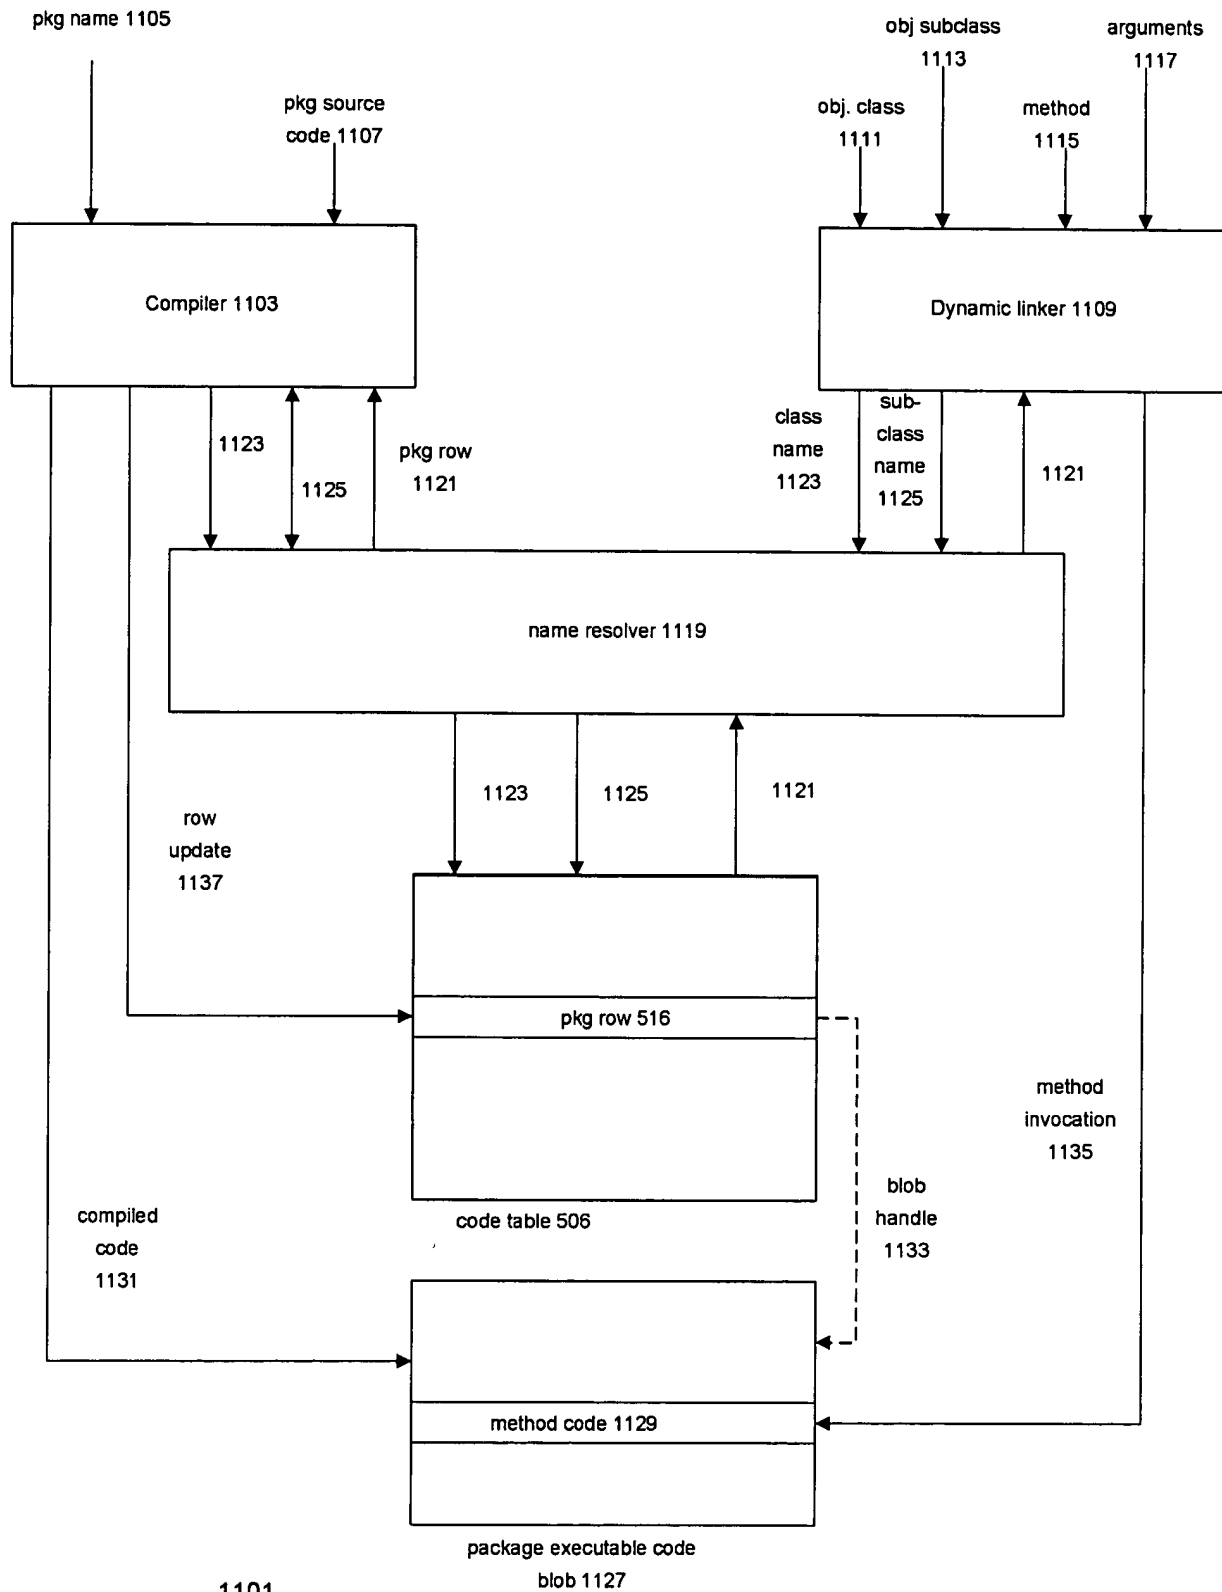 pkg name 1105
obj subclass
1113
arguments
1117
pkg source
code 1107
obj. class
1111
method
1115
Compiler 1103
Dynamic linker 1109
1123
1125
pkg row
1121
class
name
1123
sub-
class
name
1125
1121
name resolver 1119
1123
1125
1121
row
update
1137
pkg row 516
method
invocation
1135
blob
handle
1133
code table 506
compiled
code
1131
method code 1129
package executable code
blob 1127
1101